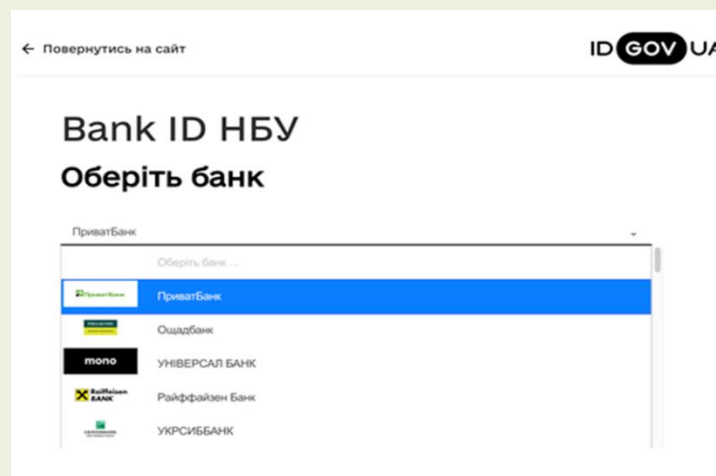 ← Повернутись на сайт
ID GOV UA
Bank ID НБУ
Оберіть банк
ПриватБанк
Оберіть банк ...
ПриватБанк ПриватБанк
Ощадбанк
mono УНІВЕРСАЛ БАНК
Raiffeisen BANK Райффайзен Банк
УКРСИББАНК